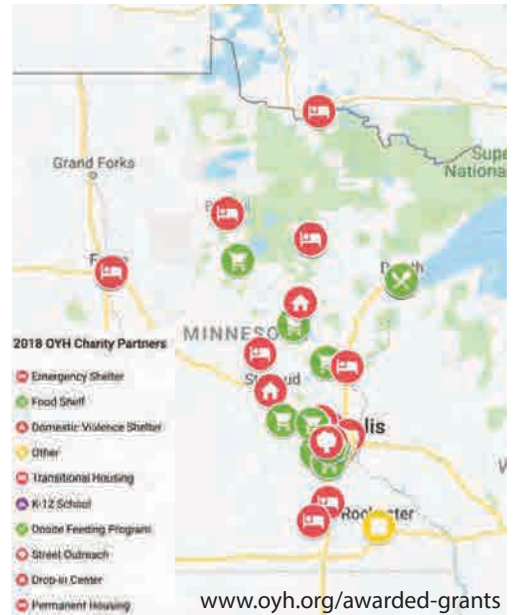 Grand Forks
MINNESO
2018 OYH Charity Partners
Emergency Shelter
Food Shelf
Domestic Violence Shelter
Other
Transitional Housing
K-12 School
Onsite Feeding Program
Street Outreach
Drop-in Center
Permanent Housing
Supe
National
lis
www.oyh.org/awarded-grants